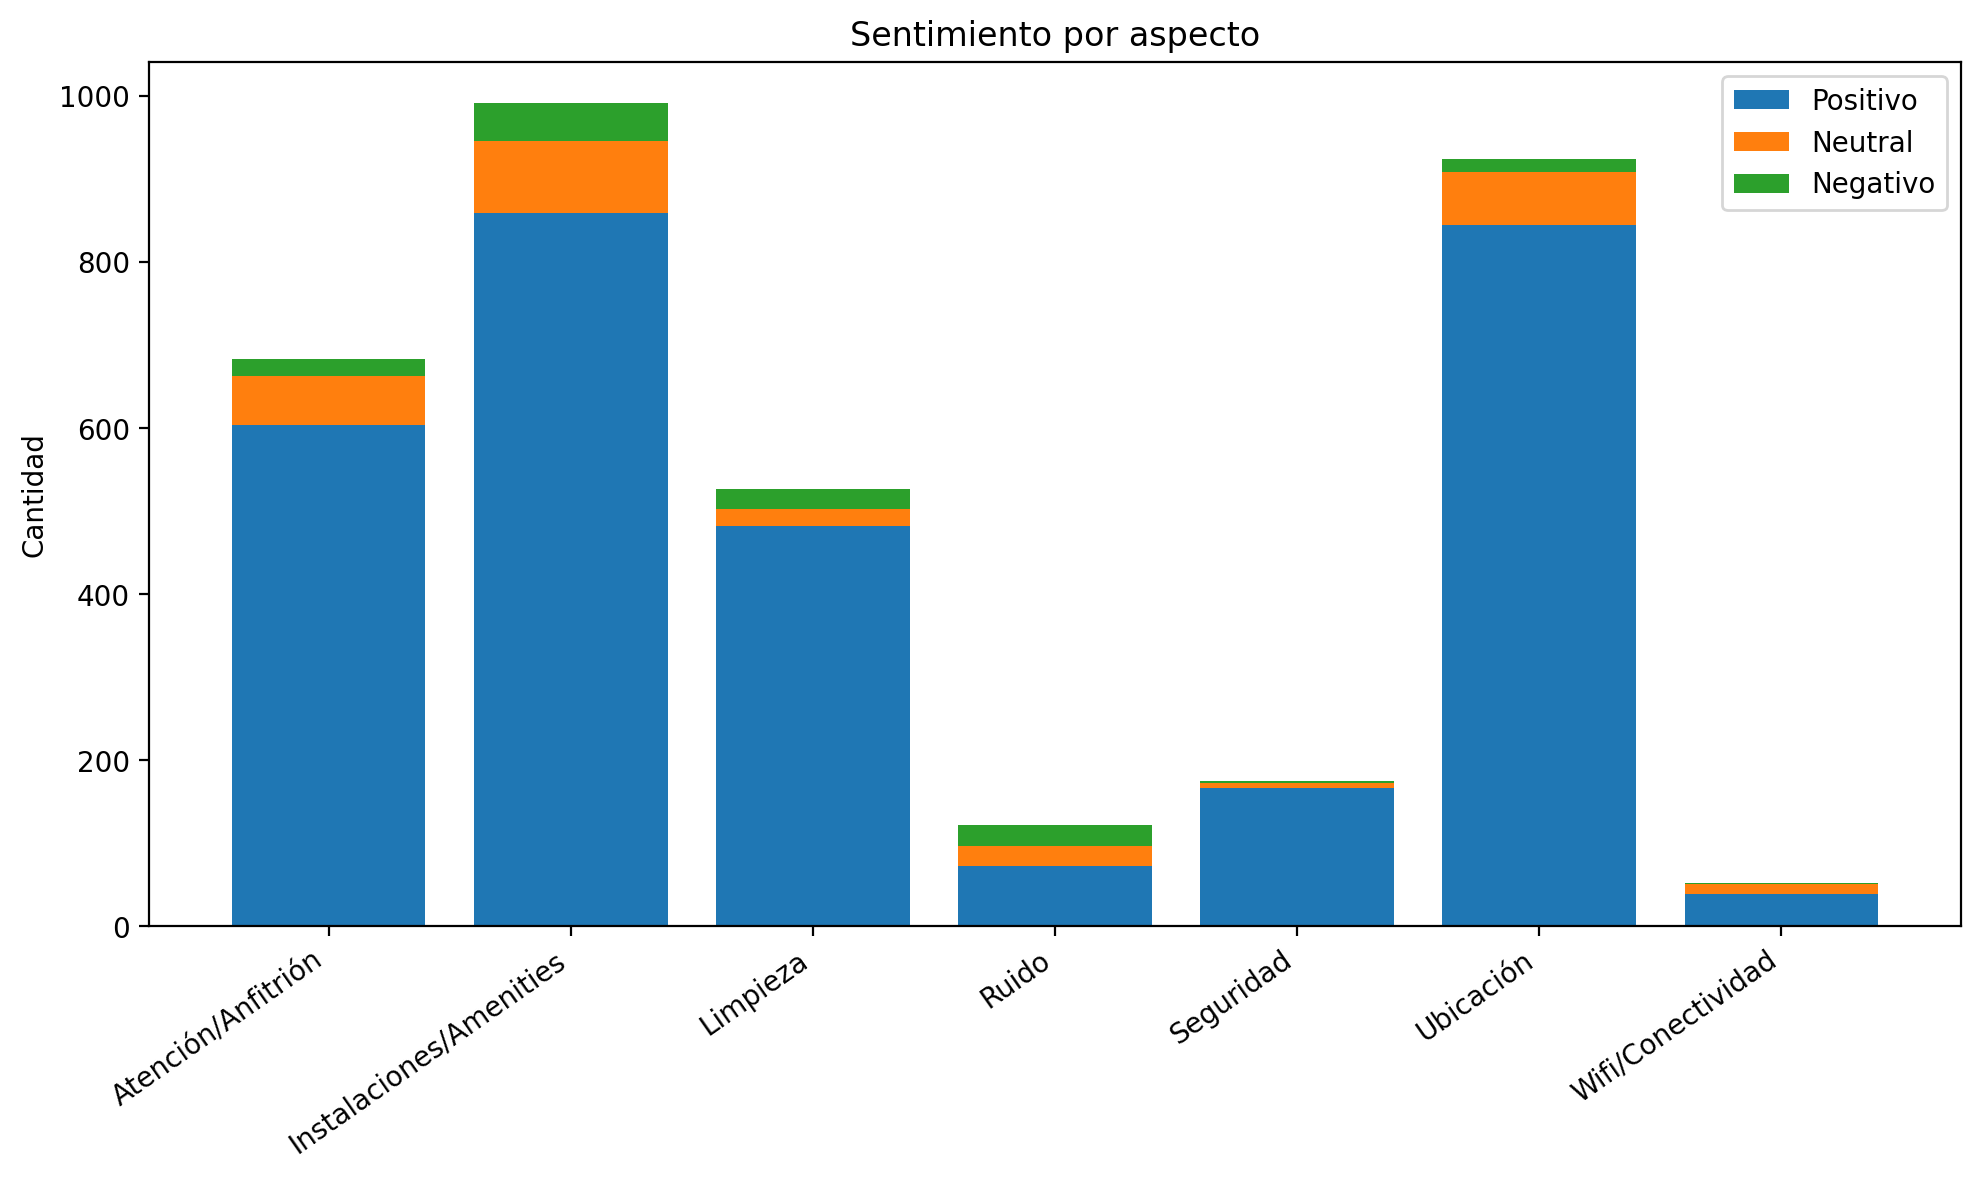 Sentimiento por aspecto
Positivo
Neutral
Negativo
Cantidad
1000
800
600
400
200
0
Atención/Anfitrión
Instalaciones/Amenities
Limpieza
Ruido
Seguridad
Ubicación
Wifi/Conectividad